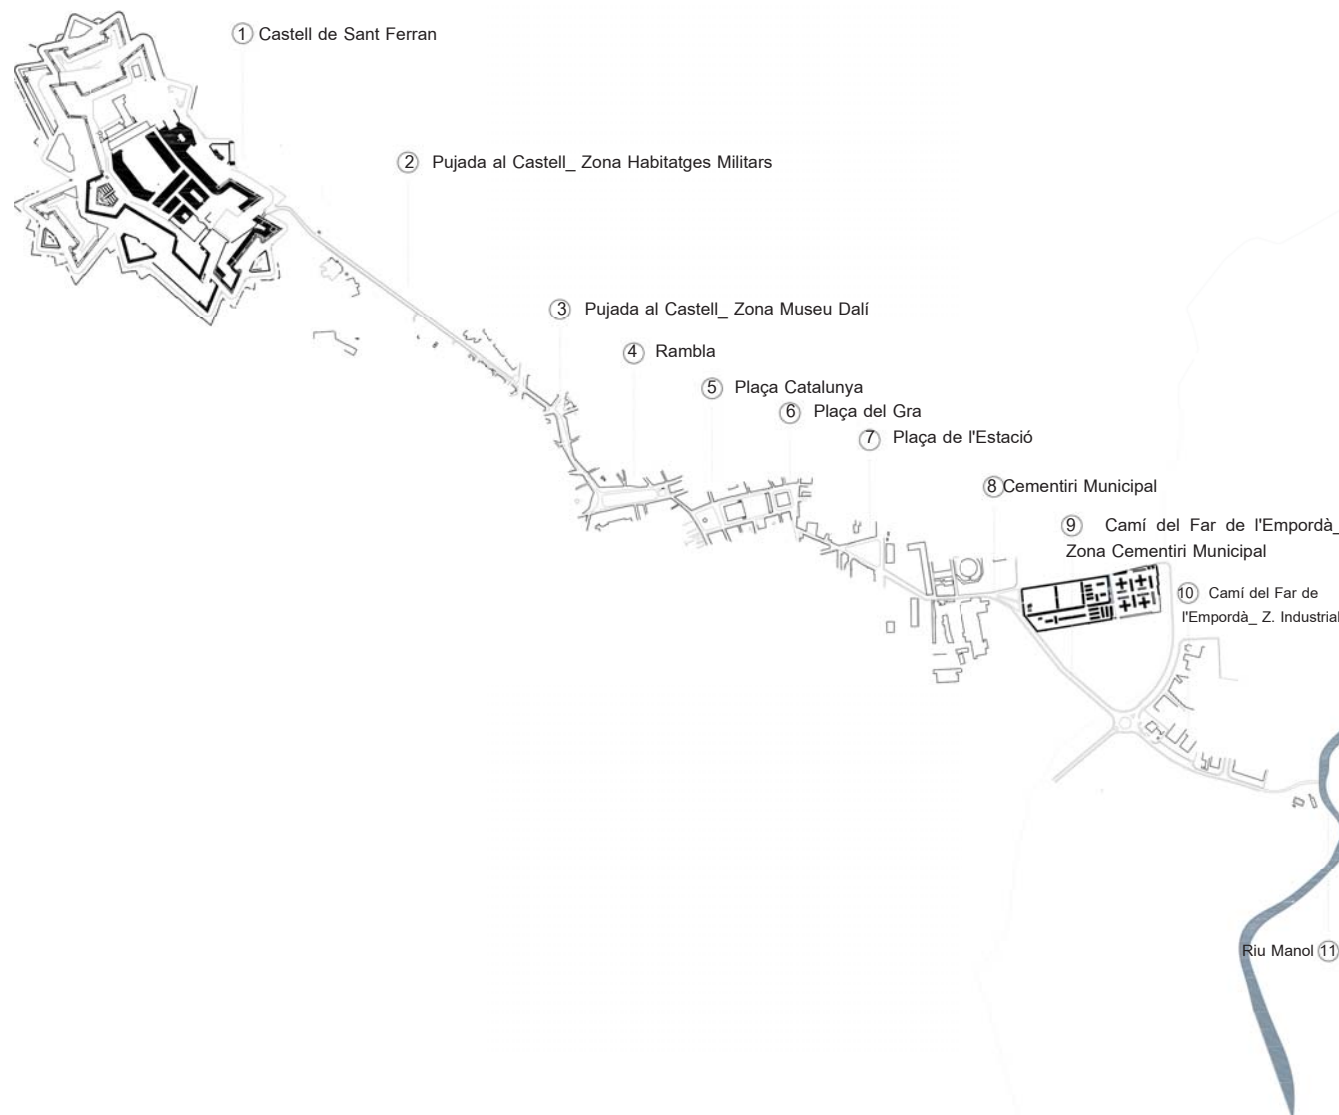 1 Castell de Sant Ferran
2 Pujada al Castell_ Zona Habitatges Militars
3 Pujada al Castell_ Zona Museu Dalí
4 Rambla
5 Plaça Catalunya
6 Plaça del Gra
7 Plaça de l'Estació
8 Cementiri Municipal
9 Camí del Far de l'Empordà_
Zona Cementiri Municipal
10 Camí del Far de
l'Empordà_ Z. Industrial
Riu Manol 11